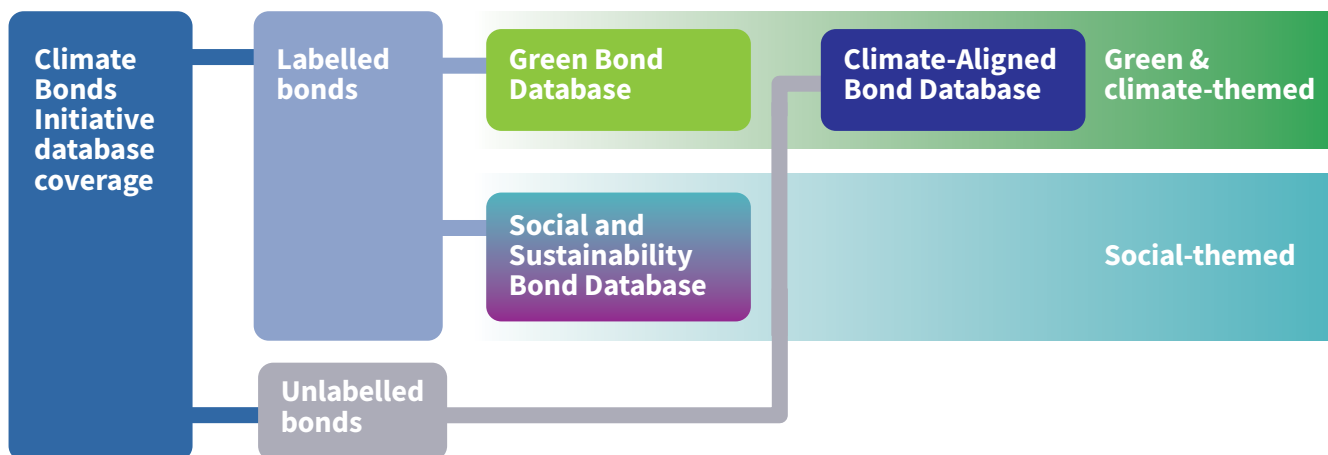 Climate
Bonds
Initiative
database
coverage
Labelled
bonds
Green Bond
Database
Climate-Aligned
Bond Database
Green &
climate-themed
Social and
Sustainability
Bond Database
Social-themed
Unlabelled
bonds